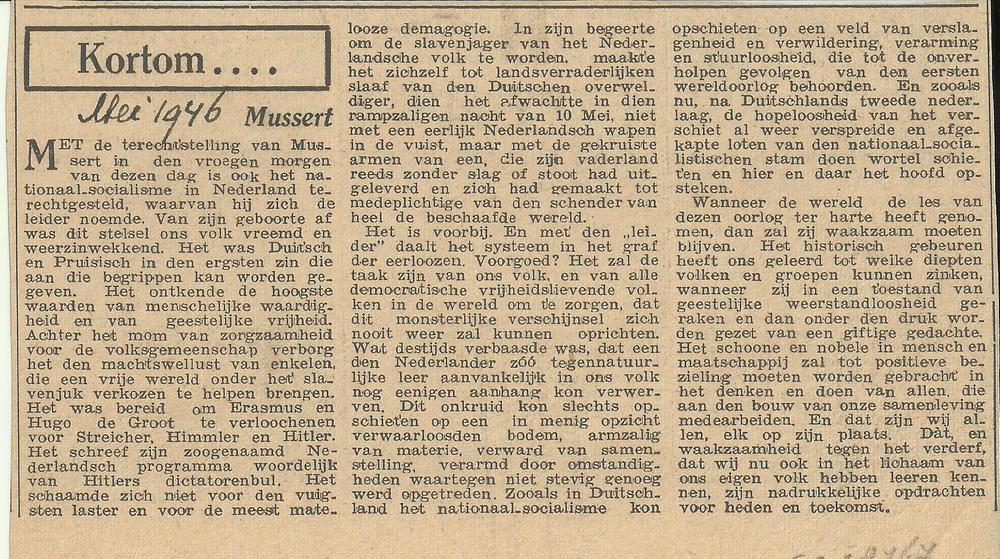 Kortom....
Mei 1946
Mussert
MET de terechtstelling van Mus-
sert in den vroegen morgen
van dezen dag is ook het na-
tionaal-socialisme in Nederland te-
rechtgesteld, waarvan hij zich de
leider noemde. Van zijn geboorte af
was dit stelsel ons volk vreemd en
weerzinwekkend. Het was Duitsch
en Pruisisch in den ergsten zin die
aan die begrippen kan worden ge-
geven. Het ontkende de hoogste
waarden van menschelijke waardig-
heid en van geestelijke vrijheid.
Achter het mom van zorgzaamheid
voor de volksgemeenschap verborg
het den machtswellust van enkelen,
die een vrije wereld onder het sla-
venjuk verkozen te helpen brengen.
Het was bereid om Erasmus en
Hugo de Groot te verloochenen
voor Streicher, Himmler en Hitler.
Het schreef zijn zoogenaamd Ne-
derlandsch programma woordelijk
van Hitlers dictatorenbul. Het
schaamde zich niet voor den vuig-
sten laster en voor de meest mate-
looze demagogie. In zijn begeerte
om de slavenjager van het Neder-
landsche volk te worden, maakte
het zichzelf tot landsverraderlijken
slaaf van den Duitschen overwel-
diger, dien het afwachtte in dien
rampzaligen nacht van 10 Mei, niet
met een eerlijk Nederlandsch wapen
in de vuist, maar met de gekruiste
armen van een, die zijn vaderland
reeds zonder slag of stoot had uit-
geleverd en zich had gemaakt tot
medeplichtige van den schender van
heel de beschaafde wereld.
Het is voorbij. En met den „lei-
der” daalt het systeem in het graf
der eerloozen. Voorgoed? Het zal de
taak zijn van ons volk, en van alle
democratische vrijheidslievende vol-
ken in de wereld om te zorgen, dat
dit monsterlijke verschijnsel zich
nooit weer zal kunnen oprichten.
Wat destijds verbaasde was, dat een
den Nederlander zóó tegennatuur-
lijke leer aanvankelijk in ons volk
nog eenigen aanhang kon verwer-
ven. Dit onkruid kon slechts op-
schieten op een in menig opzicht
verwaarloosden bodem, armzalig
van materie, verward van samen-
stelling, verarmd door omstandig-
heden waartegen niet stevig genoeg
werd opgetreden. Zooals in Duitsch-
land het nationaal-socialisme kon
opschieten op een veld van versla-
genheid en verwildering, verarming
en stuurloosheid, die tot de onver-
holpen gevolgen van den eersten
wereldoorlog behoorden. En zooals
nu, na Duitschlands tweede neder-
laag, de hopeloosheid van het ver-
schiet al weer verspreide en afge-
kapte loten van den nationaal-socia-
listischen stam doen wortel schie-
ten en hier en daar het hoofd op-
steken.
Wanneer de wereld de les van
dezen oorlog ter harte heeft geno-
men, dan zal zij waakzaam moeten
blijven. Het historisch gebeuren
heeft ons geleerd tot welke diepten
volken en groepen kunnen zinken,
wanneer zij in een toestand van
geestelijke weerstandloosheid ge-
raken en dan onder den druk wor-
den gezet van een giftige gedachte.
Het schoone en nobele in mensch en
maatschappij zal tot positieve be-
zieling moeten worden gebracht in
het denken en doen van allen, die
aan den bouw van onze samenleving
medearbeiden. En dat zijn wij al-
len, elk op zijn plaats. Dàt, en
waakzaamheid tegen het verderf,
dat wij nu ook in het lichaam van
ons eigen volk hebben leeren ken-
nen, zijn nadrukkelijke opdrachten
voor heden en toekomst.